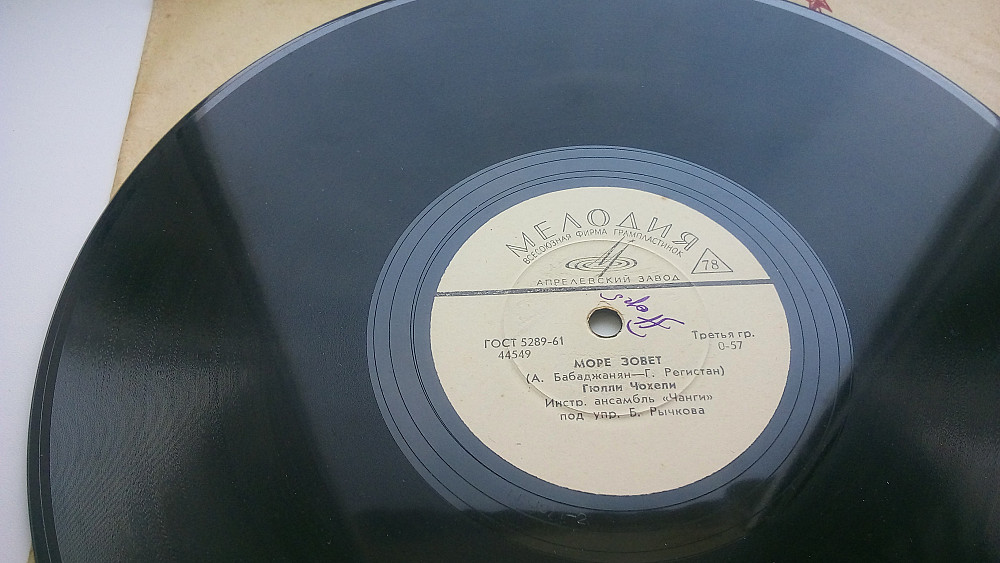 МЕЛОДИЯ
ВСЕСОЮЗНАЯ ФИРМА ГРАМПЛАСТИНОК
78
АПРЕЛЕВСКИЙ ЗАВОД
ГОСТ 5289-61
44549
Третья гр.
0-57
МОРЕ ЗОВЕТ
(А. Бабаджанян—Г. Регистан)
Гюлли Чохели
Инстр. ансамбль «Чанги»
под упр. Б. Рычкова